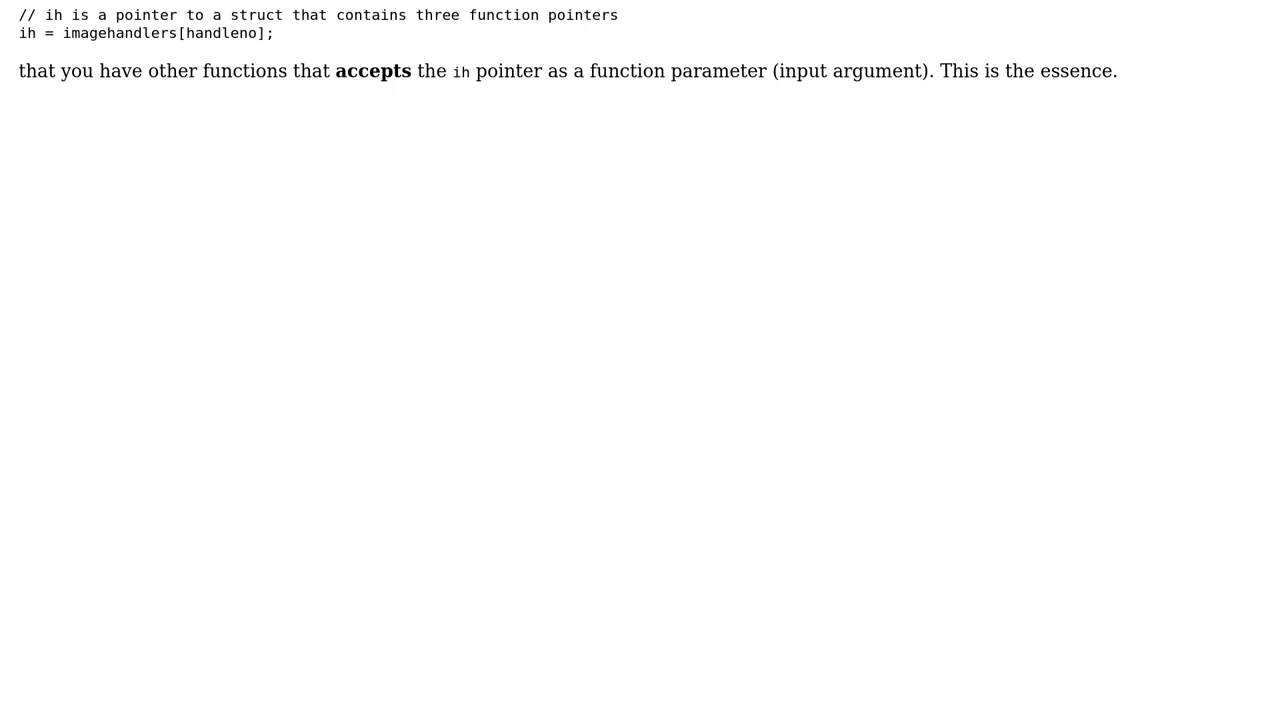 // ih is a pointer to a struct that contains three function pointers
ih = imagehandlers[handleno];
that you have other functions that accepts the ih pointer as a function parameter (input argument). This is the essence.